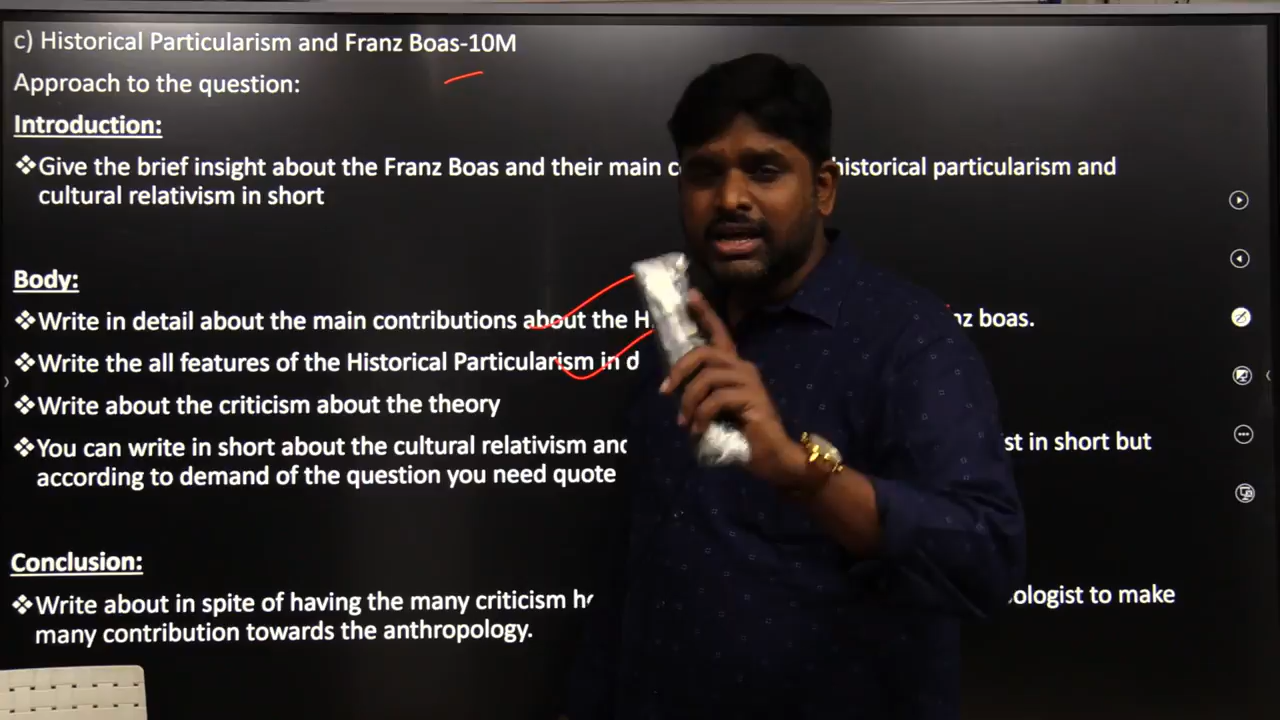 c) Historical Particularism and Franz Boas-10M
Approach to the question:
Introduction:
❖Give the brief insight about the Franz Boas and their main historical particularism and
cultural relativism in short
Body:
❖Write in detail about the main contributions about the boas.
❖Write the all features of the Historical Particularism in
❖Write about the criticism about the theory
❖You can write in short about the cultural relativism in short but
according to demand of the question you need quote
Conclusion:
❖Write about in spite of having the many criticism to make
many contribution towards the anthropology.